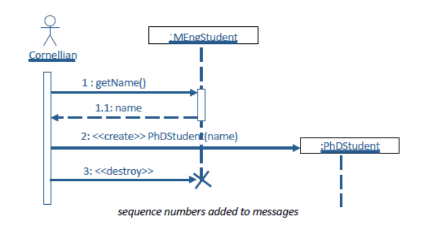 :MEngStudent
Cornellian
1 : getName()
1.1: name
2: <<create>> PhDStudent(name)
:PhDStudent
3: <<destroy>>
sequence numbers added to messages